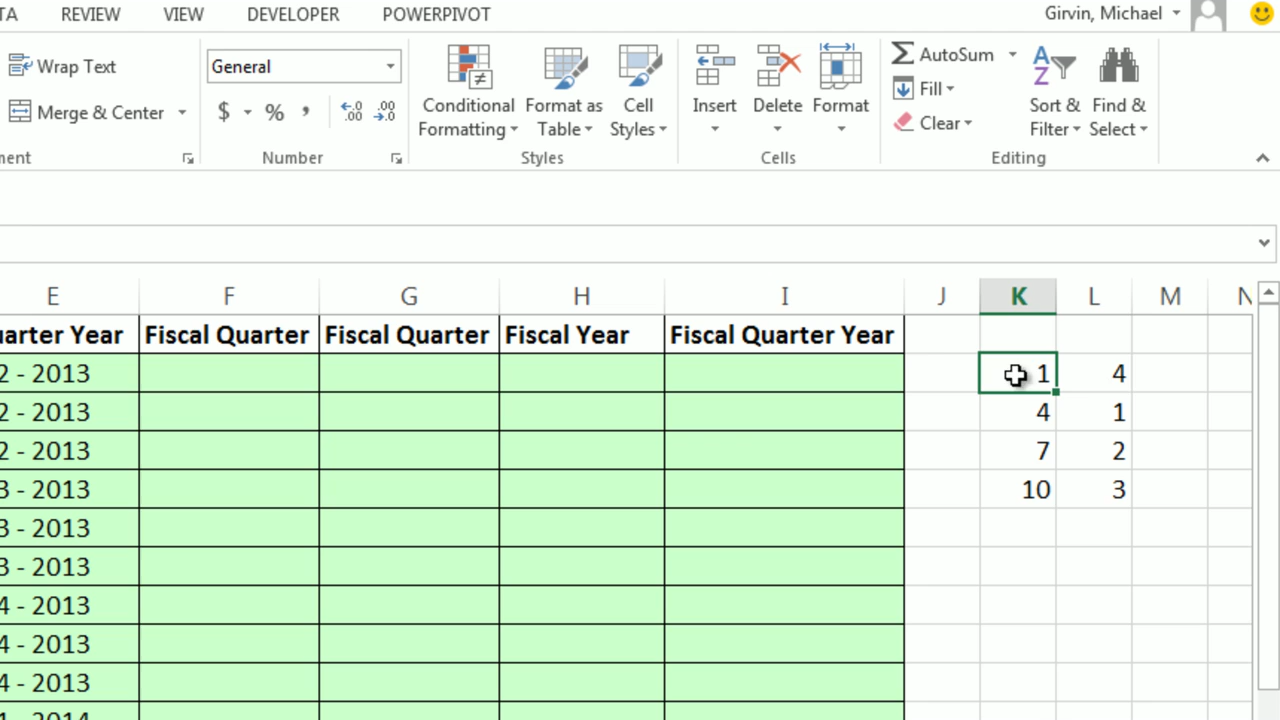 TA REVIEW VIEW DEVELOPER POWERPIVOT Girvin, Michael
Wrap Text General AutoSum
Fill
Merge & Center $ % , Conditional Formatting Format as Table Cell Styles Insert Delete Format Clear Sort & Filter Find & Select
ment Number Styles Cells Editing
E F G H I J K L M N
uarter Year Fiscal Quarter Fiscal Quarter Fiscal Year Fiscal Quarter Year
2 - 2013 1 4
2 - 2013 4 1
2 - 2013 7 2
3 - 2013 10 3
3 - 2013
3 - 2013
4 - 2013
4 - 2013
4 - 2013
1 - 2014